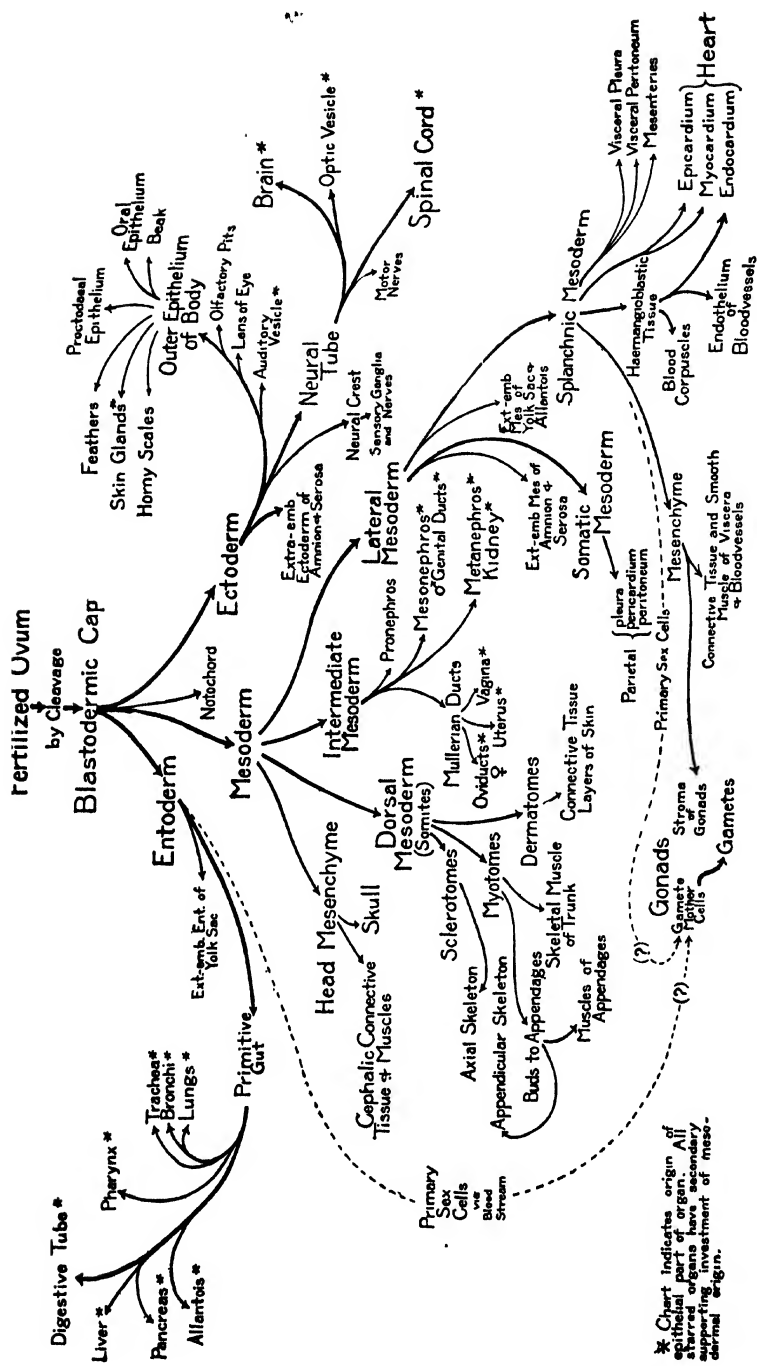 Fertilized Ovum
by Cleavage
Blastodermic Cap
Entoderm
Notochord
Mesoderm
Ectoderm
Digestive Tube*
Liver*
Pancreas*
Allantois*
Pharynx*
Trachea*
Bronchi*
Lungs*
Primitive
Gut
Ext-emb. Ent. of
Yolk Sac
Primary
Sex
Cells
via
Blood
Stream
Head Mesenchyme
Skull
Cephalic Connective
Tissue & Muscles
Dorsal
Mesoderm
(Somites)
Sclerotomes
Axial Skeleton
Appendicular Skeleton
Myotomes
Buds to Appendages
Muscles of
Appendages
Skeletal Muscle
of Trunk
Dermatomes
Connective Tissue
Layers of Skin
Intermediate
Mesoderm
Pronephros
Mesonephros*
♂Genital Ducts*
Metanephros*
Kidney*
Mullerian Ducts
Oviducts*
♀
Uterus*
Vagina*
Lateral
Mesoderm
Ext-emb
Mes of
Yolk Sac &
Allantois
Ext-emb Mes of
Amnion &
Serosa
Somatic
Mesoderm
Parietal
pleura
pericardium
peritoneum
Splanchnic Mesoderm
Visceral Pleura
Visceral Peritoneum
Mesenteries
Epicardium
Myocardium
Endocardium
Heart
Haemangioblastic
Tissue
Blood
Corpuscles
Endothelium
of
Bloodvessels
Mesenchyme
Connective Tissue and Smooth
Muscle of Viscera
& Bloodvessels
Primary Sex Cells
Gonads
Stroma
of
Gonads
Gamete
Mother
Cells
Gametes
(?)
(?)
Feathers
Skin Glands*
Horny Scales
Proctodaeal
Epithelium
Oral
Epithelium
Beak
Outer Epithelium
of Body
Olfactory Pits
Lens of Eye
Auditory
Vesicle*
Neural
Tube
Brain*
Optic Vesicle*
Spinal Cord*
Motor
Nerves
Neural Crest
Sensory Ganglia
and Nerves
Extra-emb
Ectoderm of
Amnion & Serosa
* Chart indicates origin of
epithelial part of organ. All
starred organs have secondary
supporting investment of meso-
dermal origin.